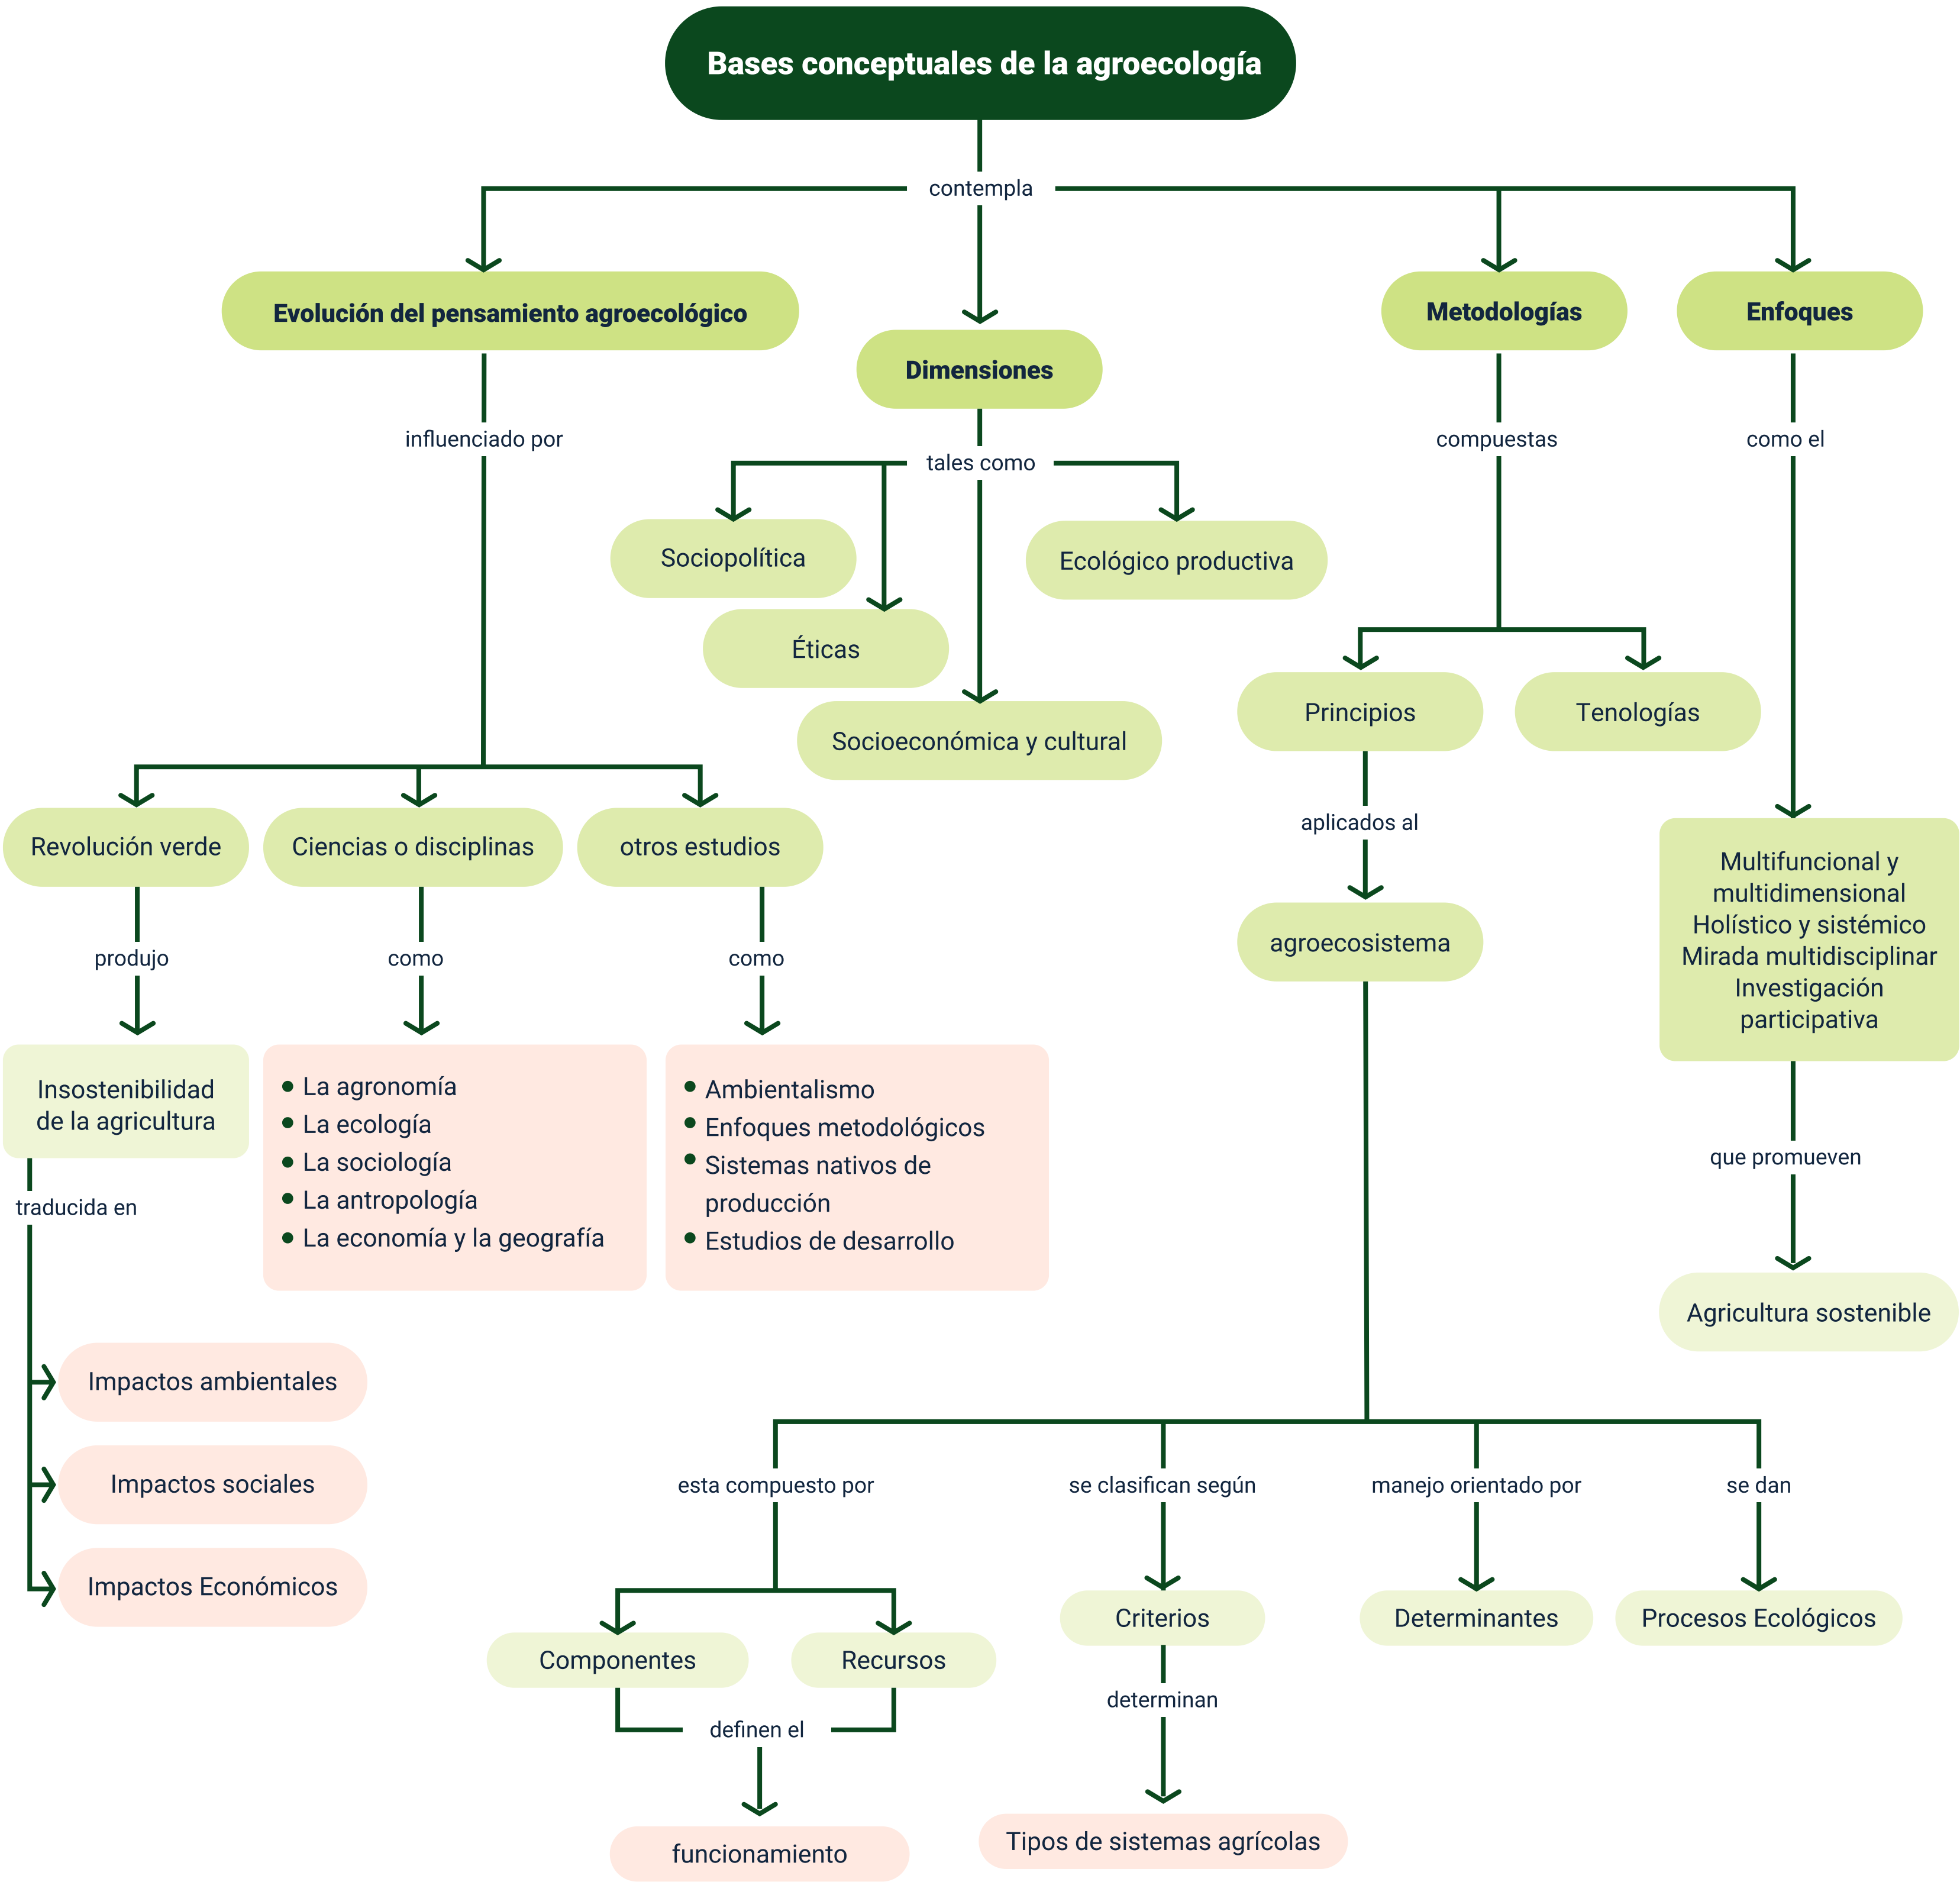 Bases conceptuales de la agroecología
contempla
Evolución del pensamiento agroecológico
Dimensiones
Metodologías
Enfoques
influenciado por
tales como
compuestas
como el
Sociopolítica
Ecológico productiva
Éticas
Socioeconómica y cultural
Principios
Tenologías
Revolución verde
Ciencias o disciplinas
otros estudios
aplicados al
Multifuncional y
multidimensional
Holístico y sistémico
Mirada multidisciplinar
Investigación
participativa
produjo
como
como
agroecosistema
Insostenibilidad
de la agricultura
La agronomía
La ecología
La sociología
La antropología
La economía y la geografía
Ambientalismo
Enfoques metodológicos
Sistemas nativos de
producción
Estudios de desarrollo
que promueven
traducida en
Agricultura sostenible
Impactos ambientales
Impactos sociales
Impactos Económicos
esta compuesto por
se clasifican según
manejo orientado por
se dan
Componentes
Recursos
Criterios
Determinantes
Procesos Ecológicos
definen el
determinan
funcionamiento
Tipos de sistemas agrícolas